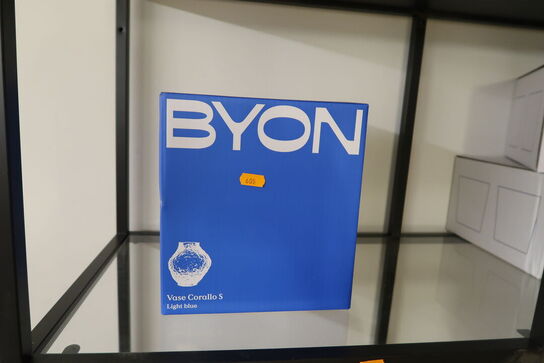 BYON
Vase Corallo S
Light blue